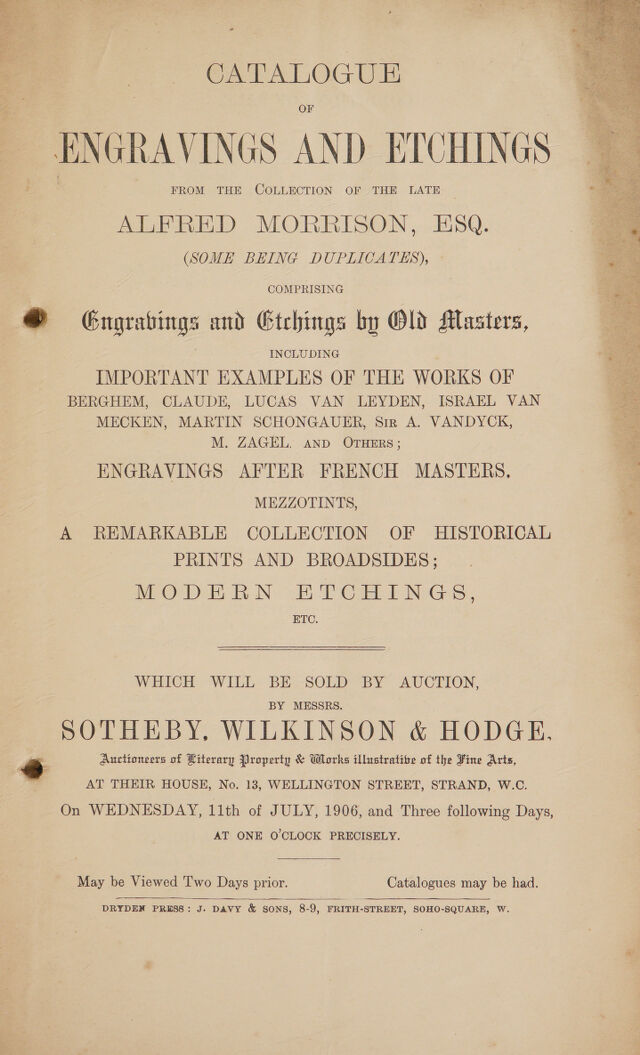 CATALOGUE
OF
ENGRAVINGS AND ETCHINGS
FROM THE COLLECTION OF THE LATE
ALFRED MORRISON, ESQ.
(SOME BEING DUPLICATES),
COMPRISING
Engravings and Etchings by Old Masters,
INCLUDING
IMPORTANT EXAMPLES OF THE WORKS OF
BERGHEM, CLAUDE, LUCAS VAN LEYDEN, ISRAEL VAN
MECKEN, MARTIN SCHONGAUER, SIR A. VANDYCK,
M. ZAGEL, AND OTHERS;
ENGRAVINGS AFTER FRENCH MASTERS.
MEZZOTINTS,
A REMARKABLE COLLECTION OF HISTORICAL
PRINTS AND BROADSIDES;
MODERN ETCHINGS,
ETC.
WHICH WILL BE SOLD BY AUCTION,
BY MESSRS.
SOTHEBY, WILKINSON & HODGE,
Auctioneers of Literary Property & Works illustrative of the Fine Arts,
AT THEIR HOUSE, No. 13, WELLINGTON STREET, STRAND, W.C.
On WEDNESDAY, 11th of JULY, 1906, and Three following Days,
AT ONE O'CLOCK PRECISELY.
May be Viewed Two Days prior. Catalogues may be had.
DRYDEN PRESS: J. DAVY & SONS, 8-9, FRITH-STREET, SOHO-SQUARE, W.